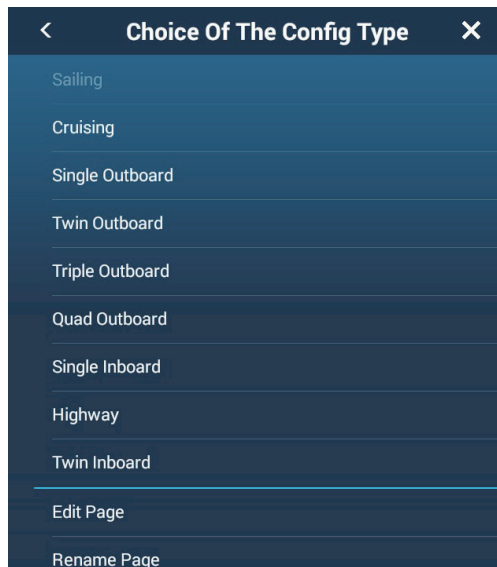 Choice Of The Config Type
Sailing
Cruising
Single Outboard
Twin Outboard
Triple Outboard
Quad Outboard
Single Inboard
Highway
Twin Inboard
Edit Page
Rename Page